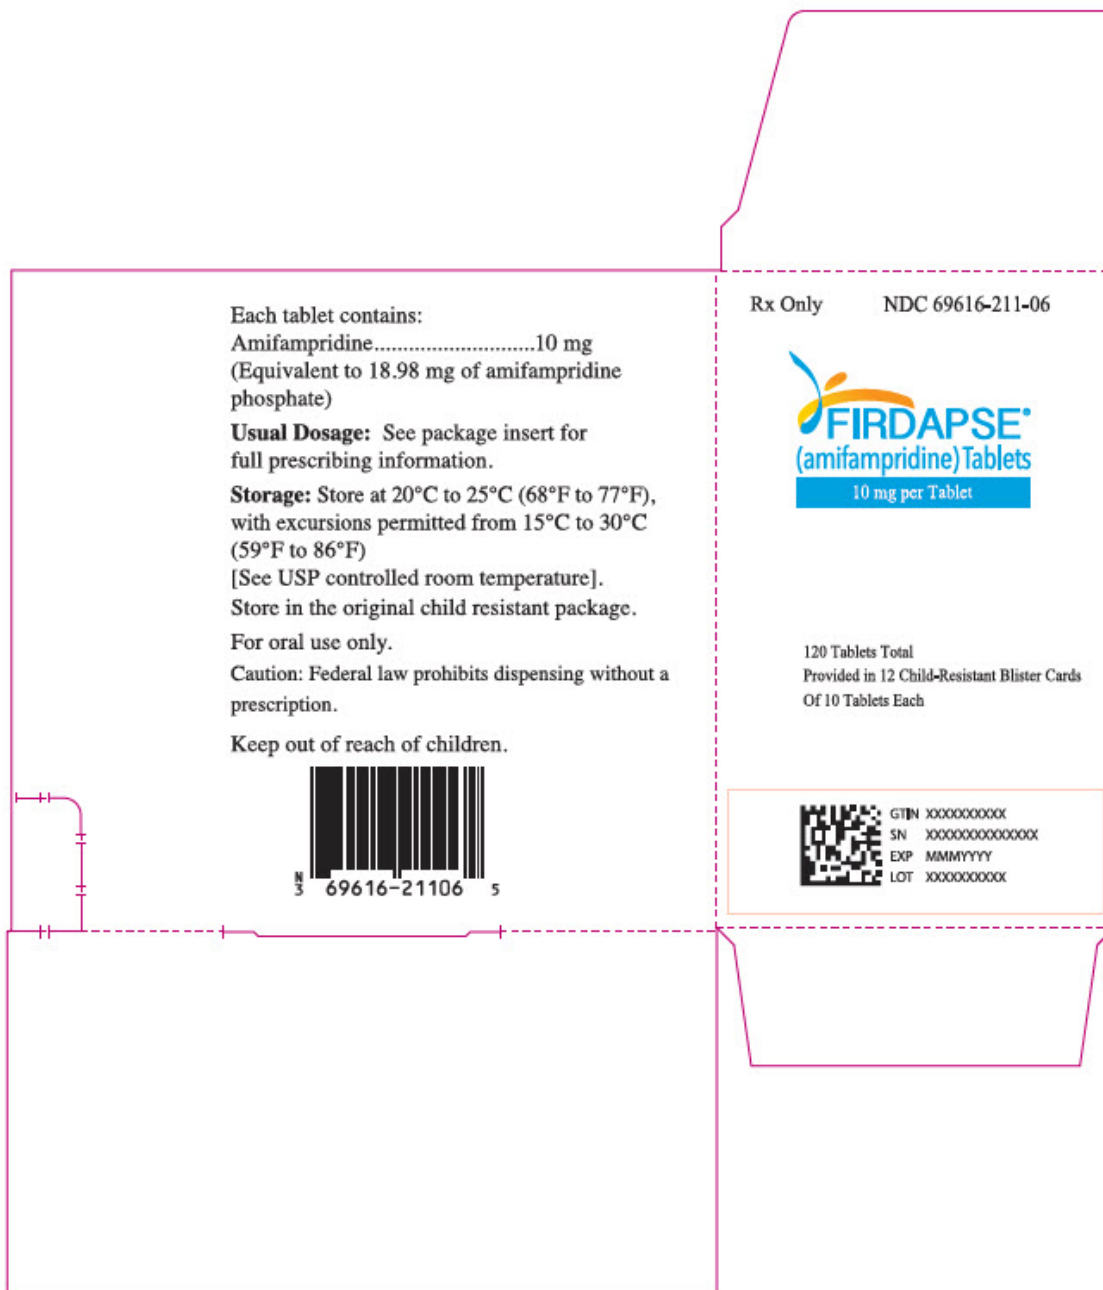 Each tablet contains:
Amifampridine............................10 mg
(Equivalent to 18.98 mg of amifampridine
phosphate)
Usual Dosage: See package insert for
full prescribing information.
Storage: Store at 20°C to 25°C (68°F to 77°F),
with excursions permitted from 15°C to 30°C
(59°F to 86°F)
[See USP controlled room temperature].
Store in the original child resistant package.
For oral use only.
Caution: Federal law prohibits dispensing without a
prescription.
Keep out of reach of children.
N
3 69616-21106 5
Rx Only NDC 69616-211-06
FIRDAPSE®
(amifampridine) Tablets
10 mg per Tablet
120 Tablets Total
Provided in 12 Child-Resistant Blister Cards
Of 10 Tablets Each
GTIN XXXXXXXXXX
SN XXXXXXXXXXXXXX
EXP MMMYYYY
LOT XXXXXXXXXX